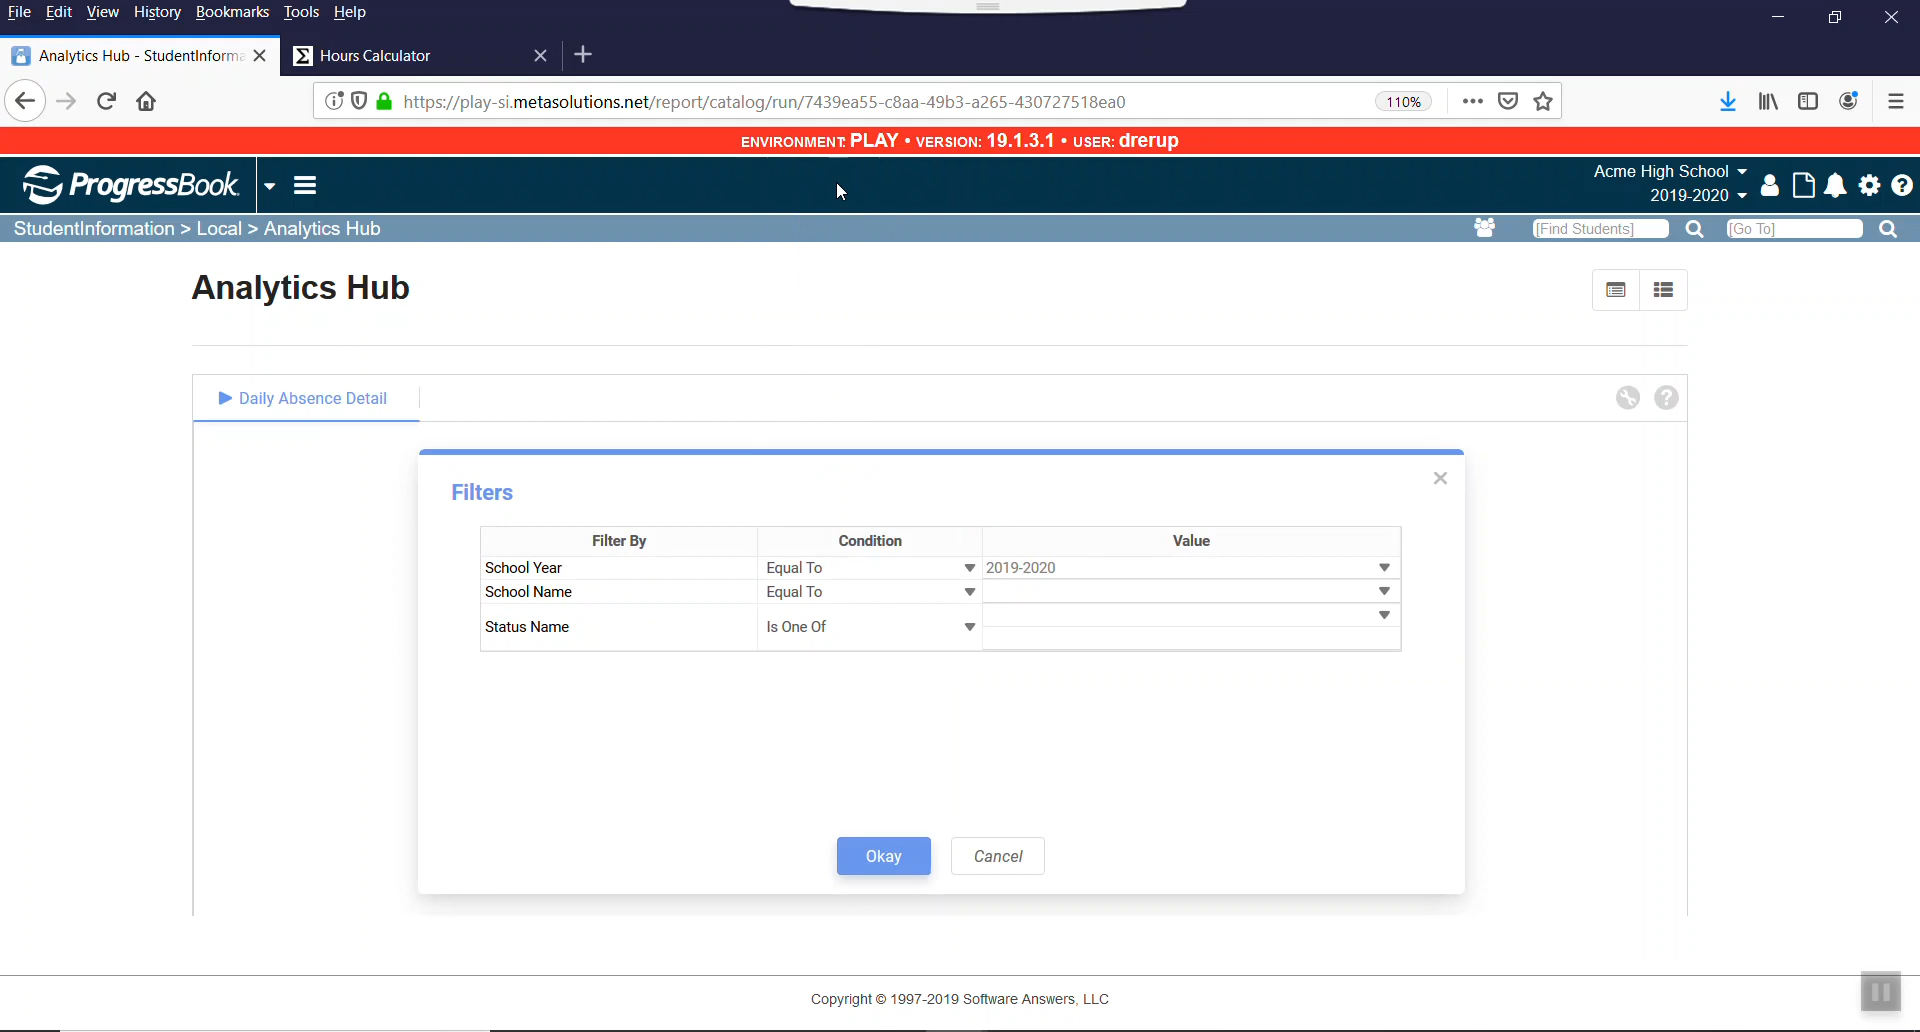 File Edit View History Bookmarks Tools Help
Analytics Hub - StudentInforma
Hours Calculator
https://play-si.metasolutions.net/report/catalog/run/7439ea55-c8aa-49b3-a265-430727518ea0
110%
ENVIRONMENT: PLAY • VERSION: 19.1.3.1 • USER: drerup
ProgressBook
Acme High School
2019-2020
StudentInformation > Local > Analytics Hub
[Find Students]
[Go To]
Analytics Hub
Daily Absence Detail
Filters
Filter By Condition Value
School Year Equal To 2019-2020
School Name Equal To
Status Name Is One Of
Okay Cancel
Copyright © 1997-2019 Software Answers, LLC